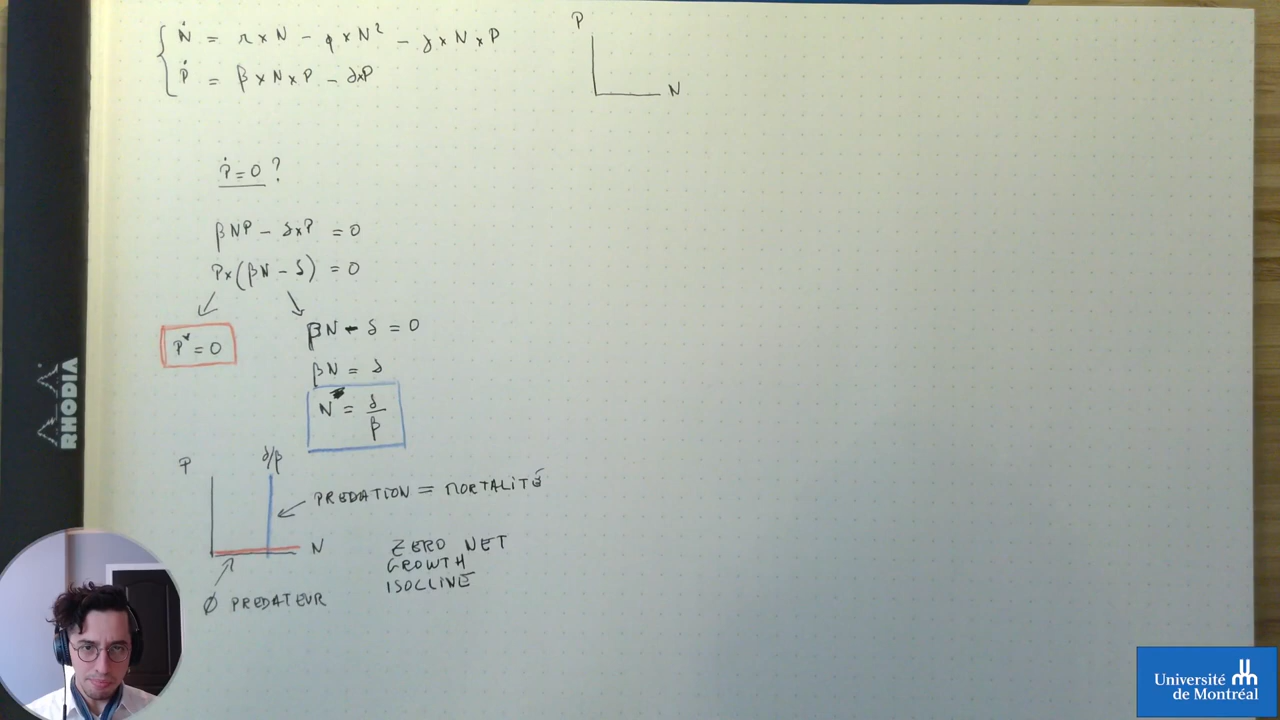 Ṅ = r × N - q × N² - γ × N × P
Ṗ = β × N × P - δ×P
P
N
Ṗ = 0 ?
βNP - δ×P = 0
P×(βN - δ) = 0
P* = 0
βN - δ = 0
βN = δ
N* = δ/β
P
δ/β
PREDATION = MORTALITÉ
N
ZERO NET
GROWTH
ISOCLINE
Ø PREDATEUR
RHODIA
Université
de Montréal